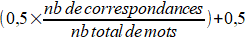 (0,5 × nb de correspondances / nb total de mots) + 0,5